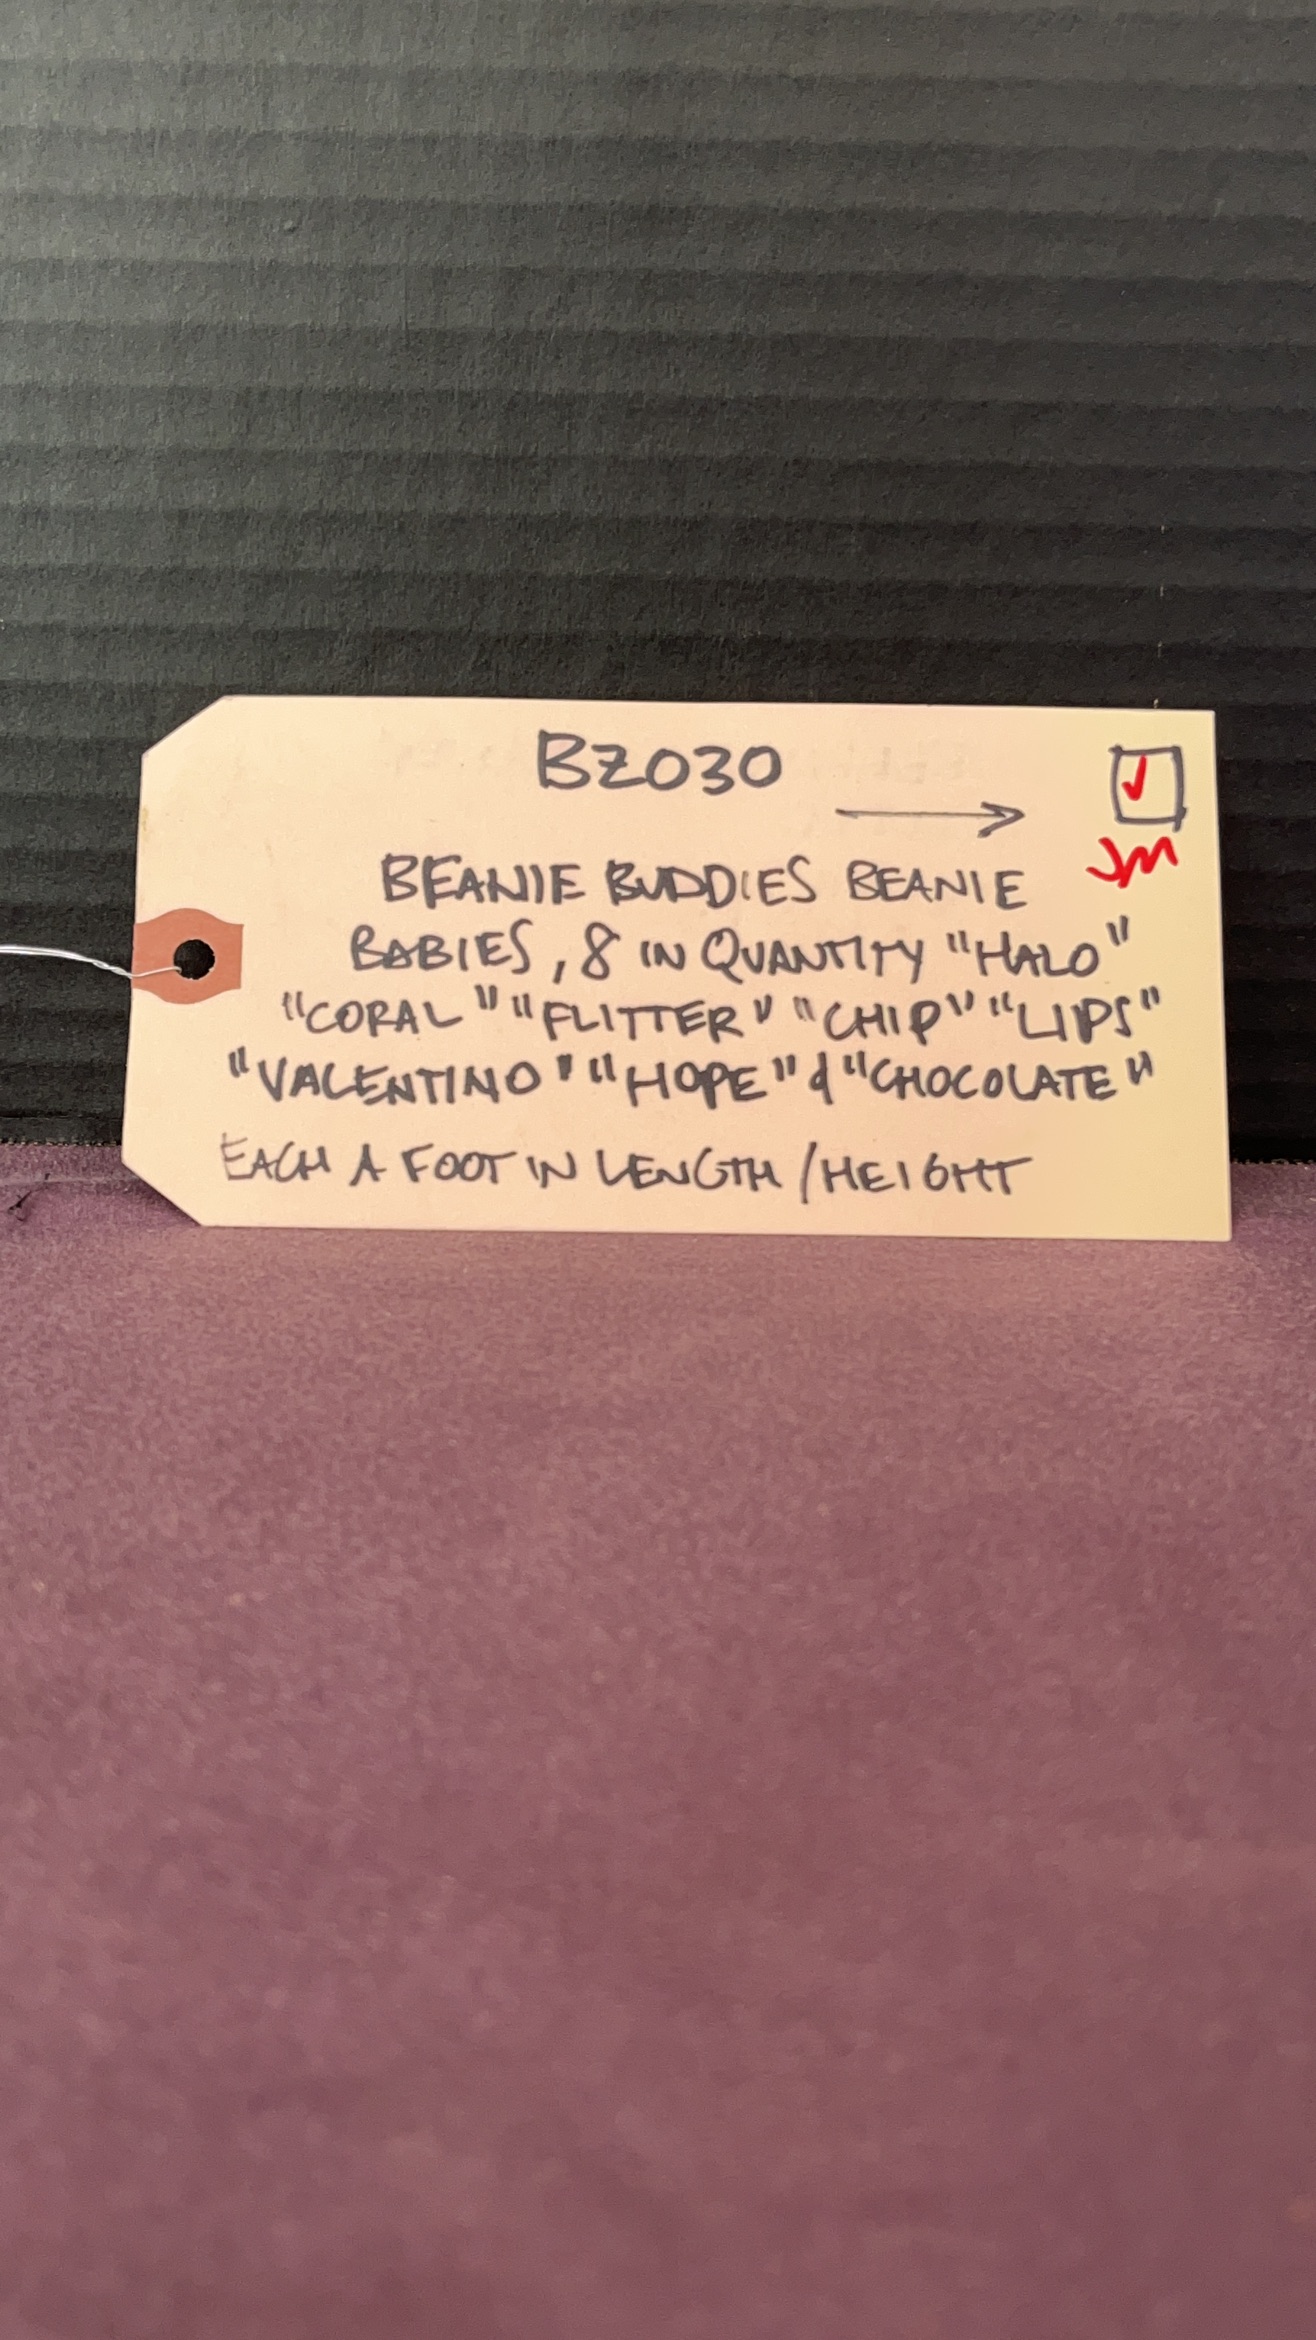 BZ030
✓
→
JM
BEANIE BUDDIES BEANIE
BABIES, 8 IN QUANTITY "HALO"
"CORAL" "FLITTER" "CHIP" "LIPS"
"VALENTINO" "HOPE" & "CHOCOLATE"
EACH A FOOT IN LENGTH/HEIGHT